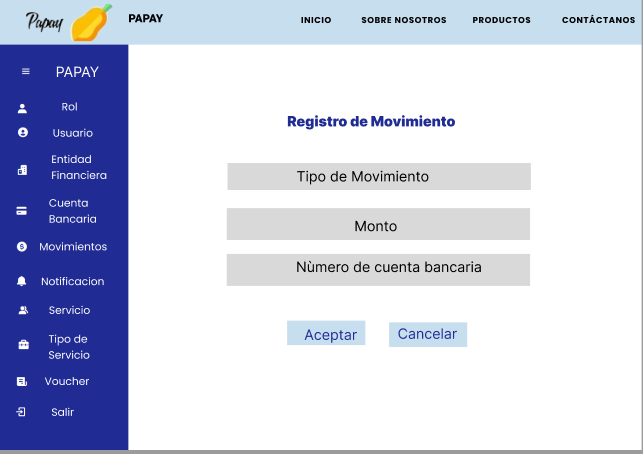 Papay
PAPAY
INICIO
SOBRE NOSOTROS
PRODUCTOS
CONTÁCTANOS
PAPAY
Rol
Usuario
Entidad
Financiera
Cuenta
Bancaria
Movimientos
Notificacion
Servicio
Tipo de
Servicio
Voucher
Salir
Registro de Movimiento
Tipo de Movimiento
Monto
Nùmero de cuenta bancaria
Aceptar
Cancelar